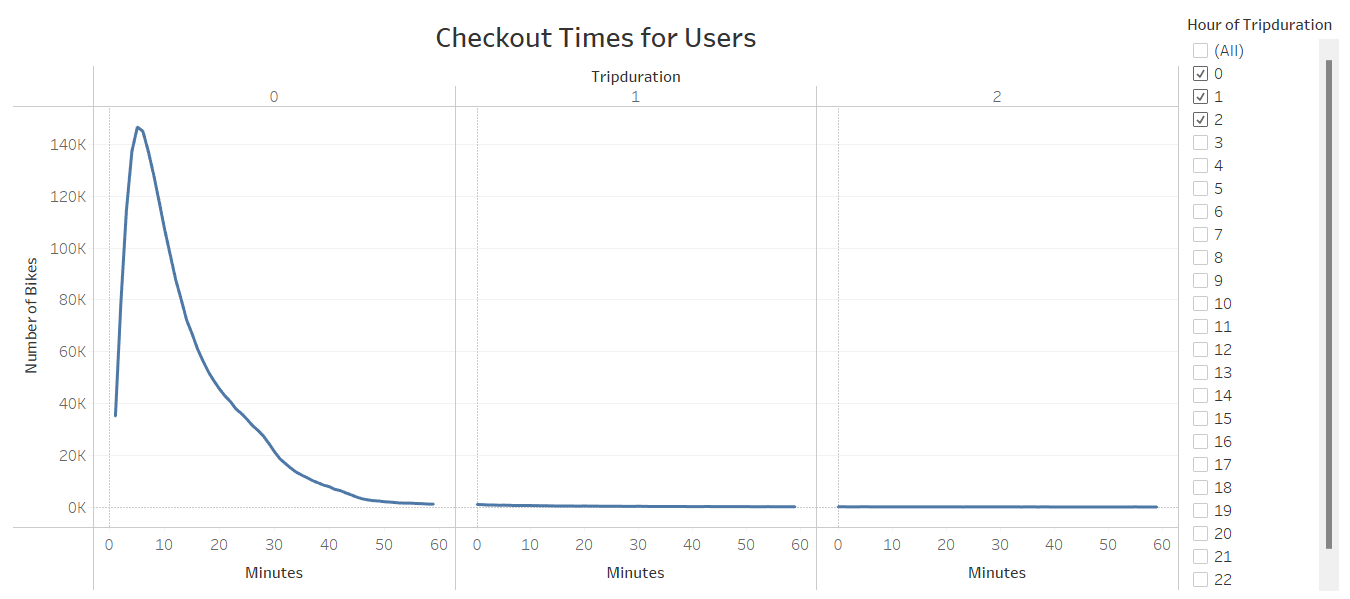 Checkout Times for Users
Tripduration
0 1 2
Number of Bikes
140K
120K
100K
80K
60K
40K
20K
0K
0 10 20 30 40 50 60 0 10 20 30 40 50 60 0 10 20 30 40 50 60
Minutes Minutes Minutes
Hour of Tripduration
(All)
0
1
2
3
4
5
6
7
8
9
10
11
12
13
14
15
16
17
18
19
20
21
22